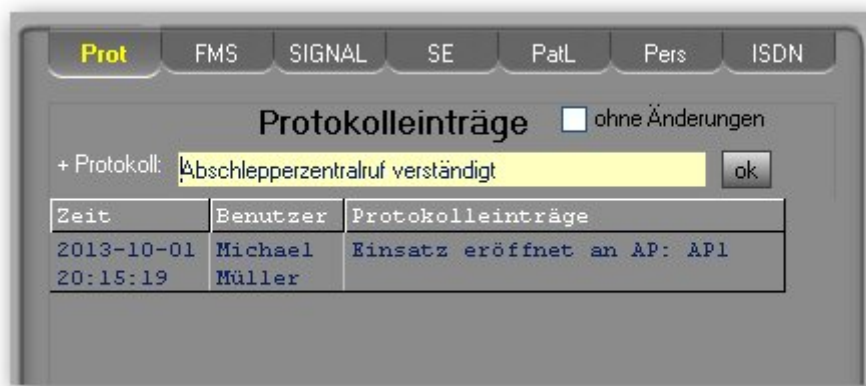 Prot FMS SIGNAL SE PatL Pers ISDN
Protokolleinträge ohne Änderungen
+ Protokoll: Abschlepperzentralruf verständigt ok
Zeit Benutzer Protokolleinträge
2013-10-01 Michael Einsatz eröffnet an AP: AP1
20:15:19 Müller